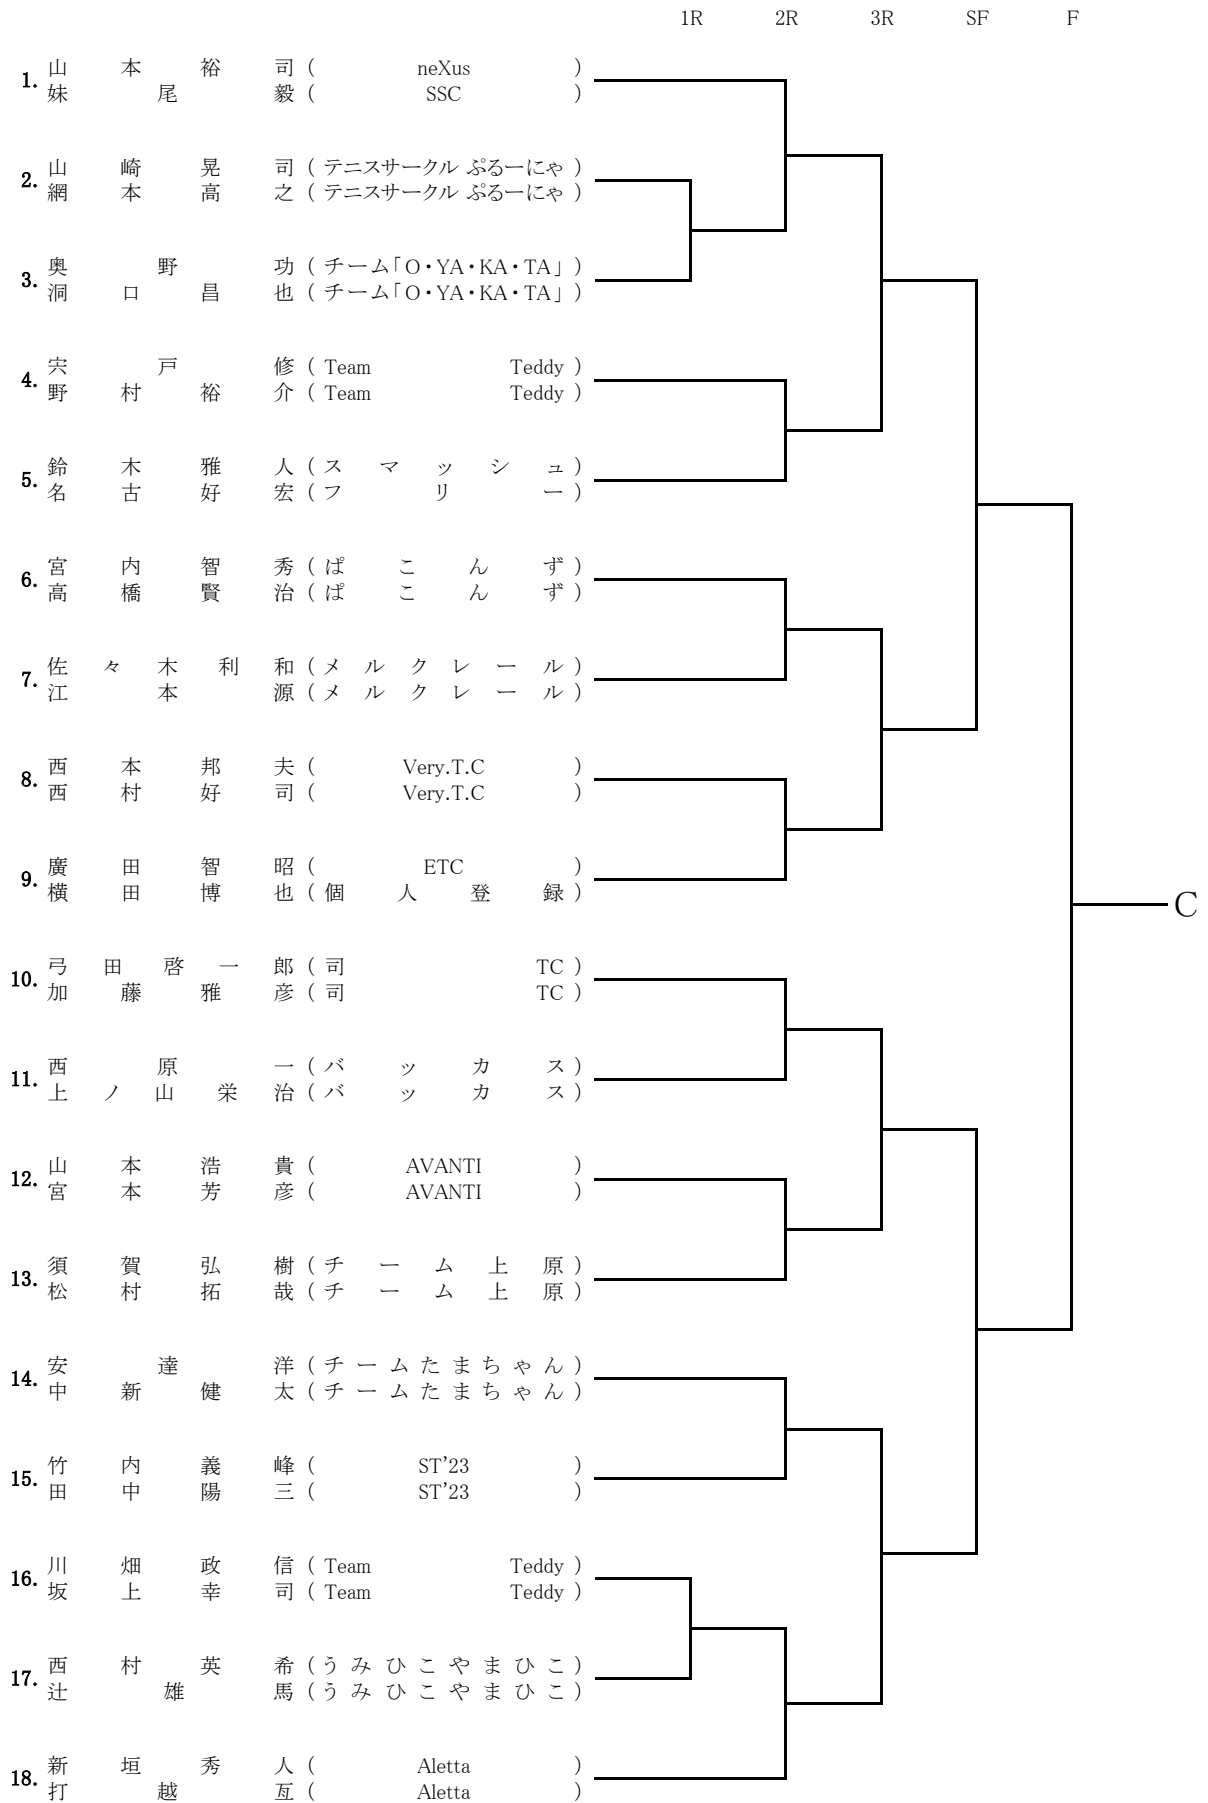 1R 2R 3R SF F
1. 山本裕司 ( neXus )
妹尾毅 ( SSC )
2. 山崎晃司 ( テニスサークル ぷるーにゃ )
網本高之 ( テニスサークル ぷるーにゃ )
3. 奥野功 ( チーム「O・YA・KA・TA」 )
洞口昌也 ( チーム「O・YA・KA・TA」 )
4. 宍戸修 ( Team Teddy )
野村裕介 ( Team Teddy )
5. 鈴木雅人 ( スマッシュ )
名古好宏 ( フリー )
6. 宮内智秀 ( ぱこんず )
高橋賢治 ( ぱこんず )
7. 佐々木利和 ( メルクレール )
江本源 ( メルクレール )
8. 西本邦夫 ( Very.T.C )
西村好司 ( Very.T.C )
9. 廣田智昭 ( ETC )
横田博也 ( 個人登録 )
C
10. 弓田啓一郎 ( 司 TC )
加藤雅彦 ( 司 TC )
11. 西原一 ( バッカス )
上ノ山栄治 ( バッカス )
12. 山本浩貴 ( AVANTI )
宮本芳彦 ( AVANTI )
13. 須賀弘樹 ( チーム上原 )
松村拓哉 ( チーム上原 )
14. 安達洋 ( チームたまちゃん )
中新健太 ( チームたまちゃん )
15. 竹内義峰 ( ST'23 )
田中陽三 ( ST'23 )
16. 川畑政信 ( Team Teddy )
坂上幸司 ( Team Teddy )
17. 西村英希 ( うみひこやまひこ )
辻雄馬 ( うみひこやまひこ )
18. 新垣秀人 ( Aletta )
打越亙 ( Aletta )